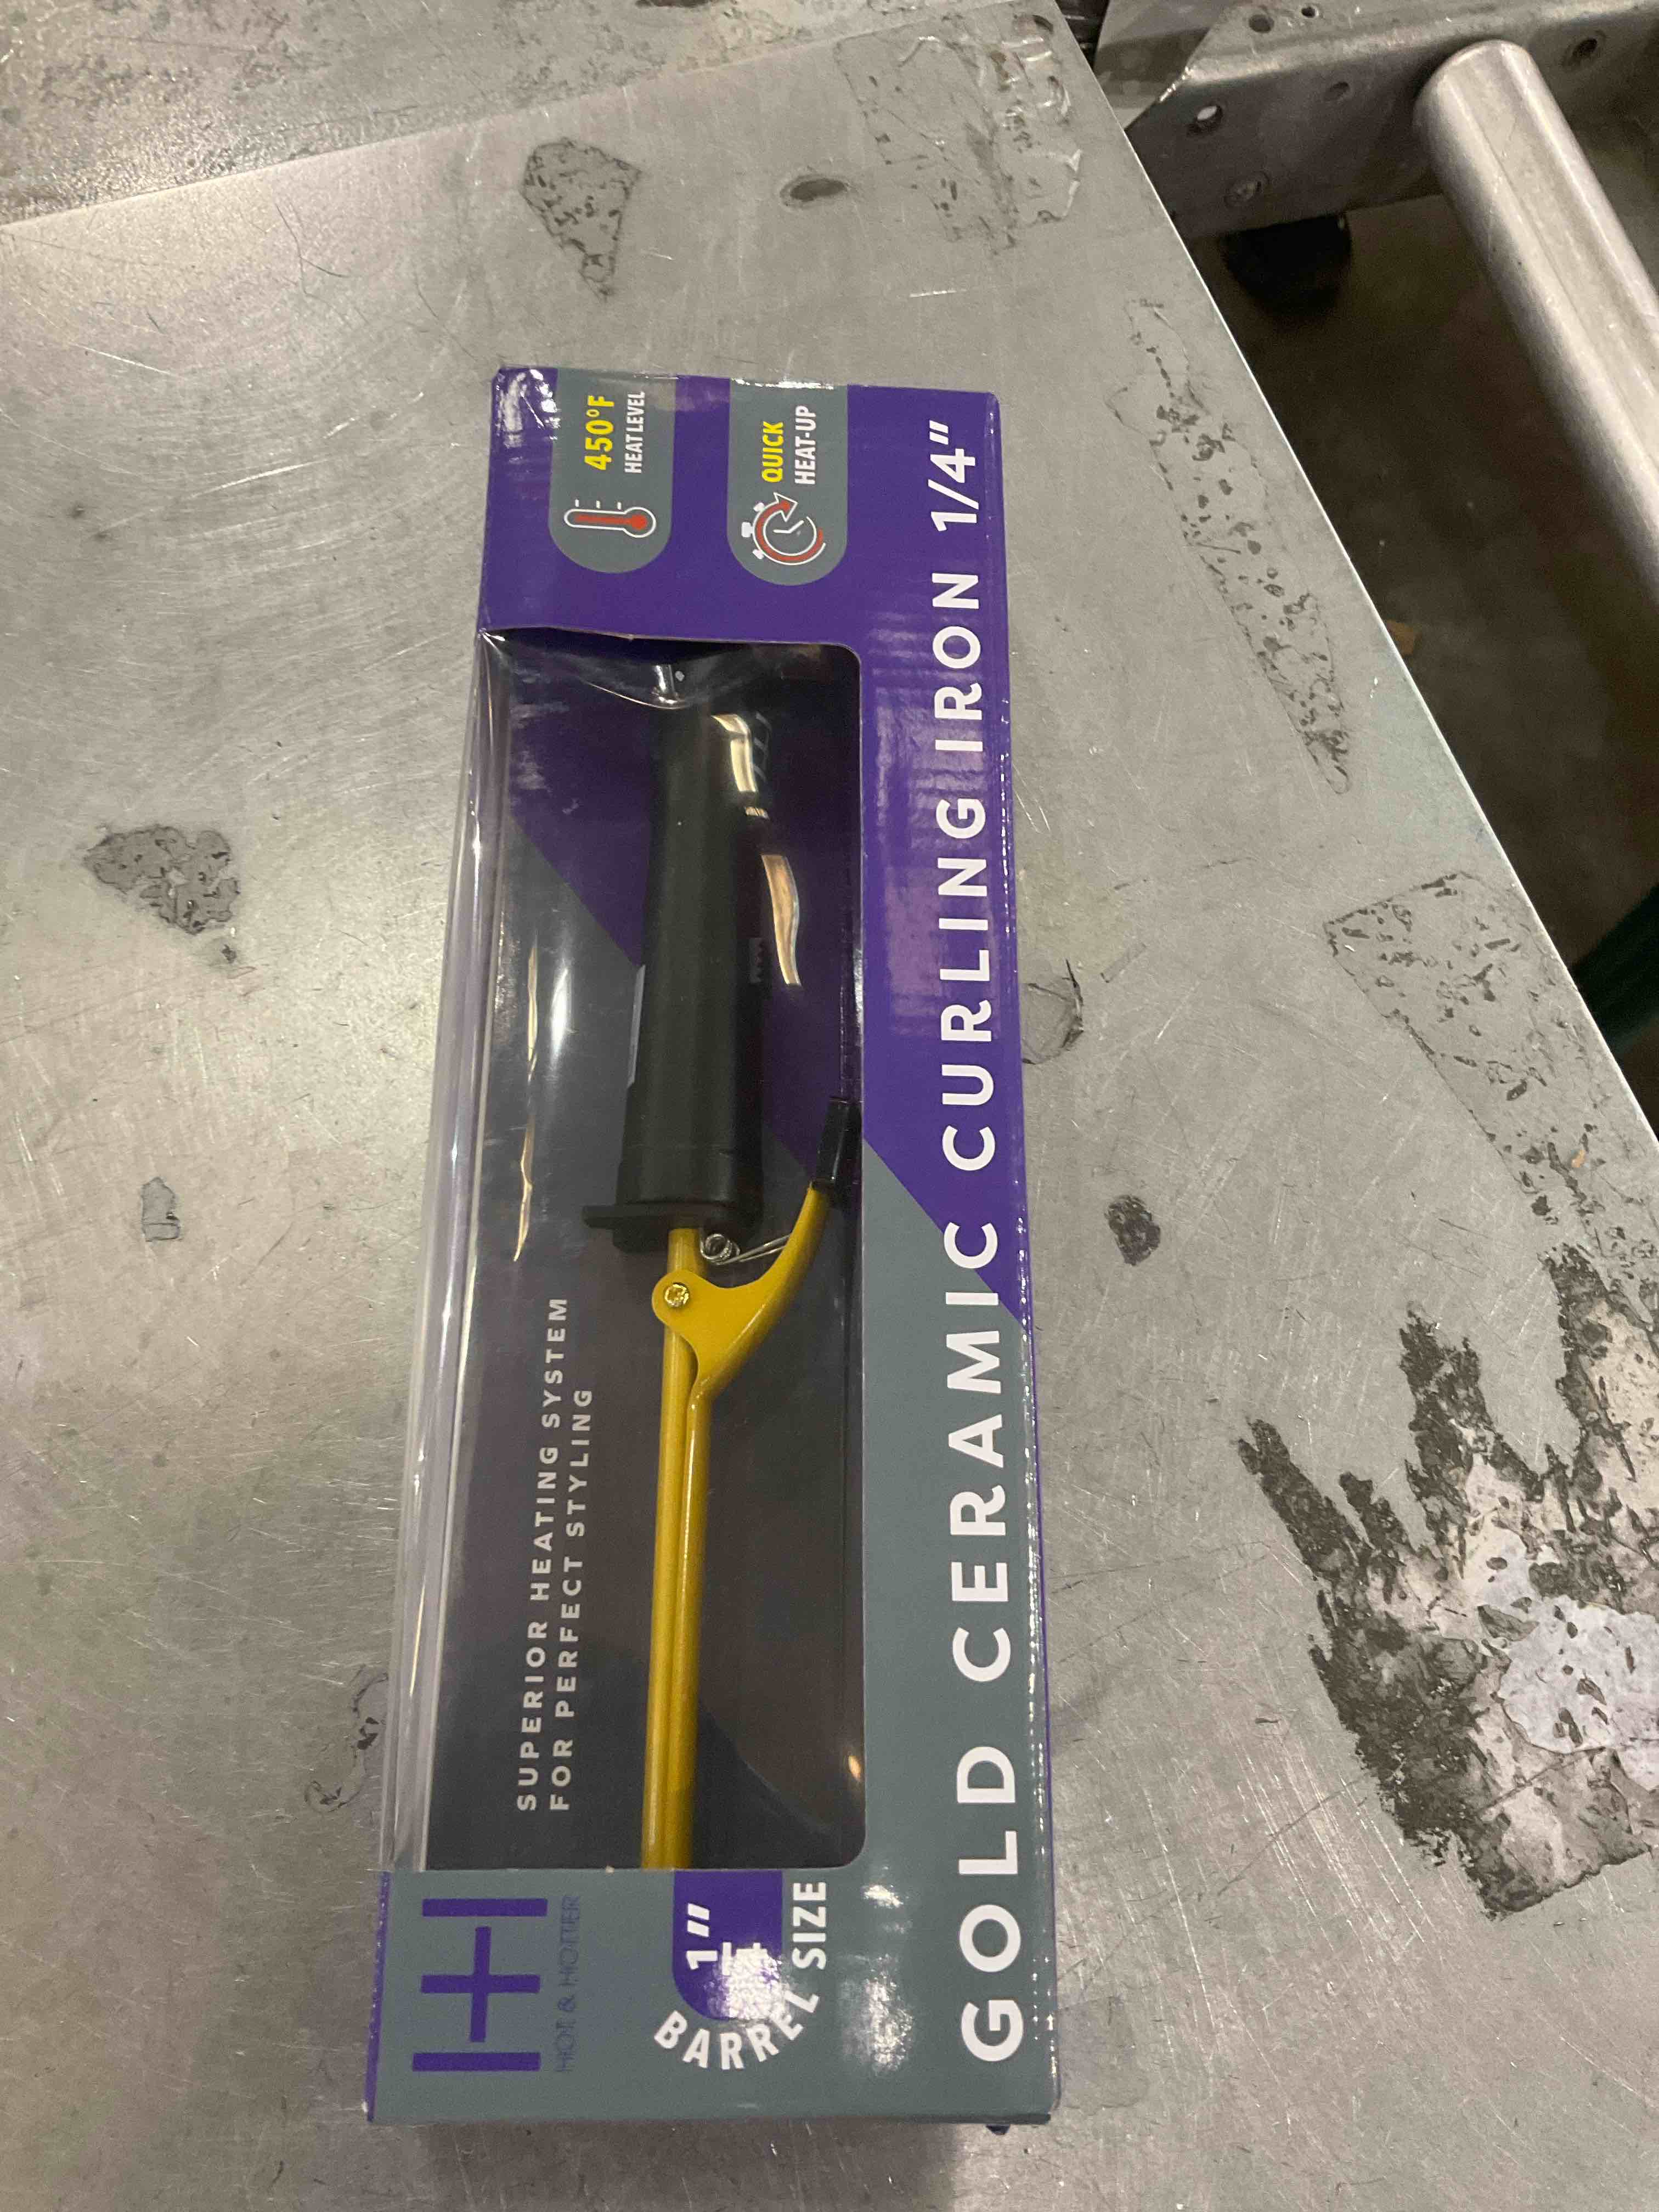 450°F
HEAT LEVEL
QUICK
HEAT-UP
SUPERIOR HEATING SYSTEM
FOR PERFECT STYLING
HOT & HOTTER
1"
4
BARREL SIZE
GOLD CERAMIC CURLING IRON 1/4"